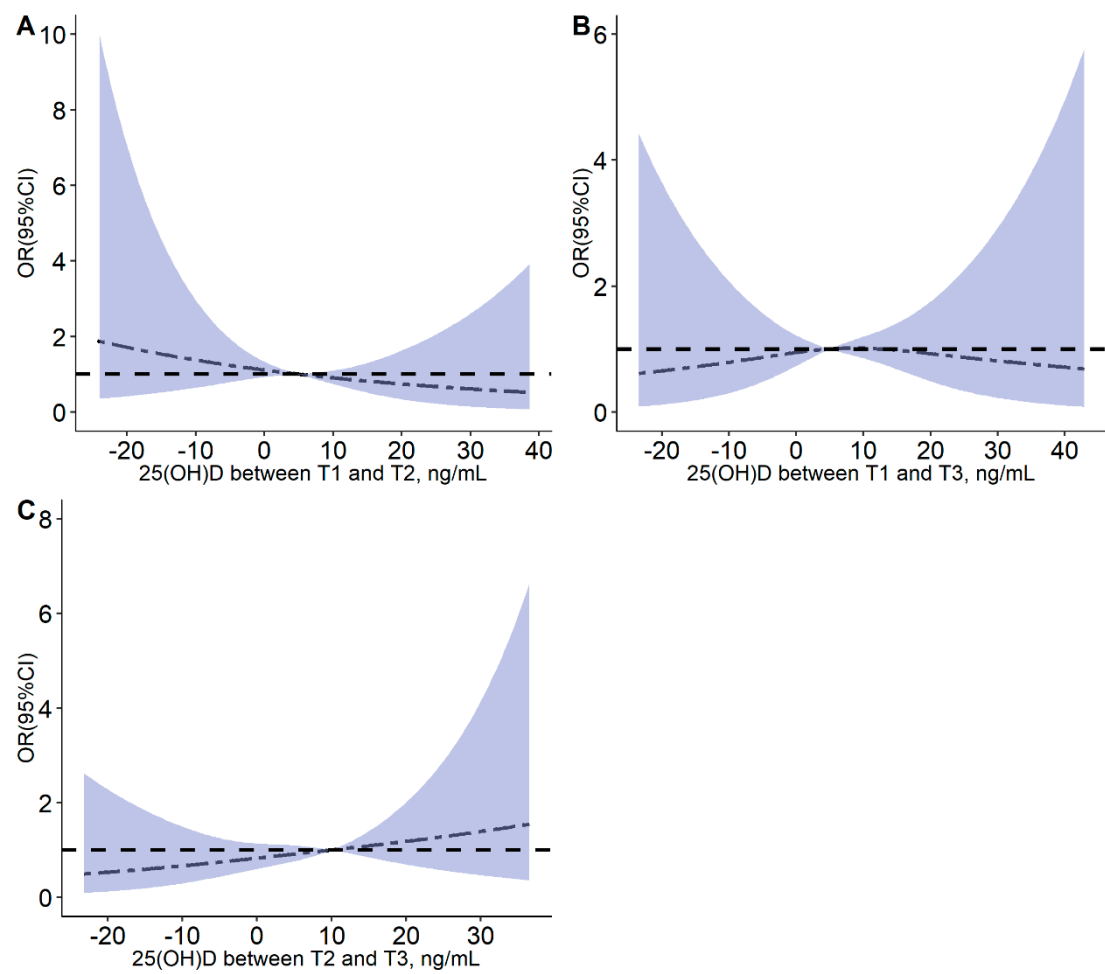 A
10
8
6
4
2
0
OR(95%CI)
-20 -10 0 10 20 30 40
25(OH)D between T1 and T2, ng/mL
B
6
4
2
0
OR(95%CI)
-20 -10 0 10 20 30 40
25(OH)D between T1 and T3, ng/mL
C
8
6
4
2
0
OR(95%CI)
-20 -10 0 10 20 30
25(OH)D between T2 and T3, ng/mL